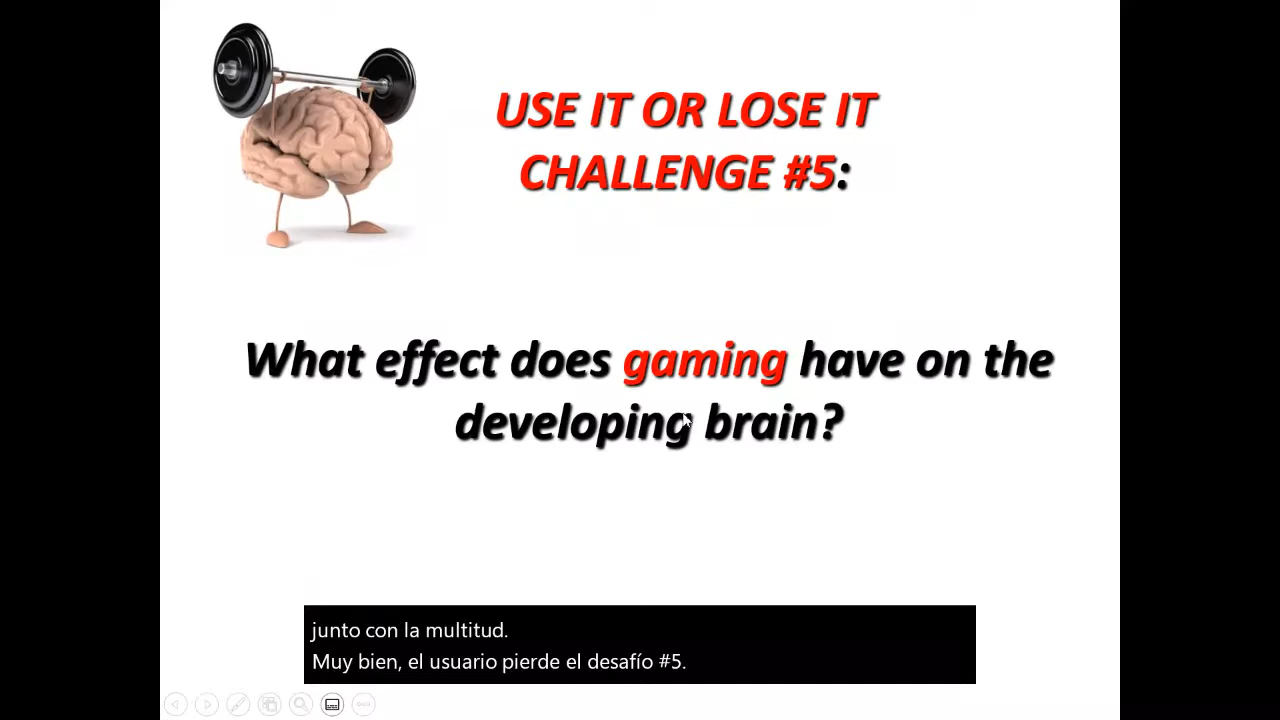 USE IT OR LOSE IT
CHALLENGE #5:
What effect does gaming have on the
developing brain?
junto con la multitud.
Muy bien, el usuario pierde el desafío #5.